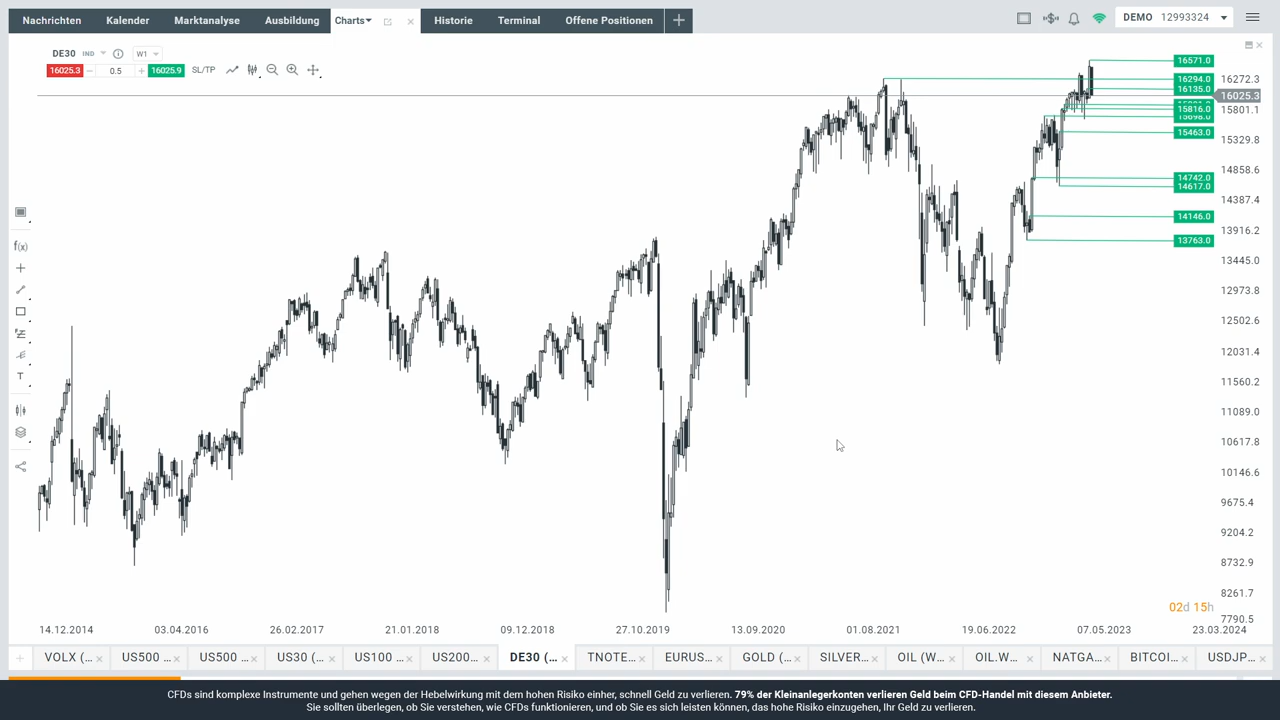 Nachrichten Kalender Marktanalyse Ausbildung Charts Historie Terminal Offene Positionen
DEMO 12993324
DE30 IND W1
16025.3 0.5 16025.9 SL/TP
16571.0
16294.0
16272.3
16135.0
16025.3
15816.0
15801.1
15698.0
15463.0
15329.8
14858.6
14742.0
14617.0
14387.4
14146.0
13916.2
13763.0
13445.0
12973.8
12502.6
12031.4
11560.2
11089.0
10617.8
10146.6
9675.4
9204.2
8732.9
8261.7
7790.5
f(x)
T
02d 15h
14.12.2014 03.04.2016 26.02.2017 21.01.2018 09.12.2018 27.10.2019 13.09.2020 01.08.2021 19.06.2022 07.05.2023 23.03.2024
VOLX (... US500 ... US500 ... US30 (... US100 ... US200... DE30 (... TNOTE... EURUS... GOLD (... SILVER... OIL (W... OIL.W... NATGA... BITCOI... USDJP...
CFDs sind komplexe Instrumente und gehen wegen der Hebelwirkung mit dem hohen Risiko einher, schnell Geld zu verlieren. 79% der Kleinanlegerkonten verlieren Geld beim CFD-Handel mit diesem Anbieter.
Sie sollten überlegen, ob Sie verstehen, wie CFDs funktionieren, und ob Sie es sich leisten können, das hohe Risiko einzugehen, Ihr Geld zu verlieren.